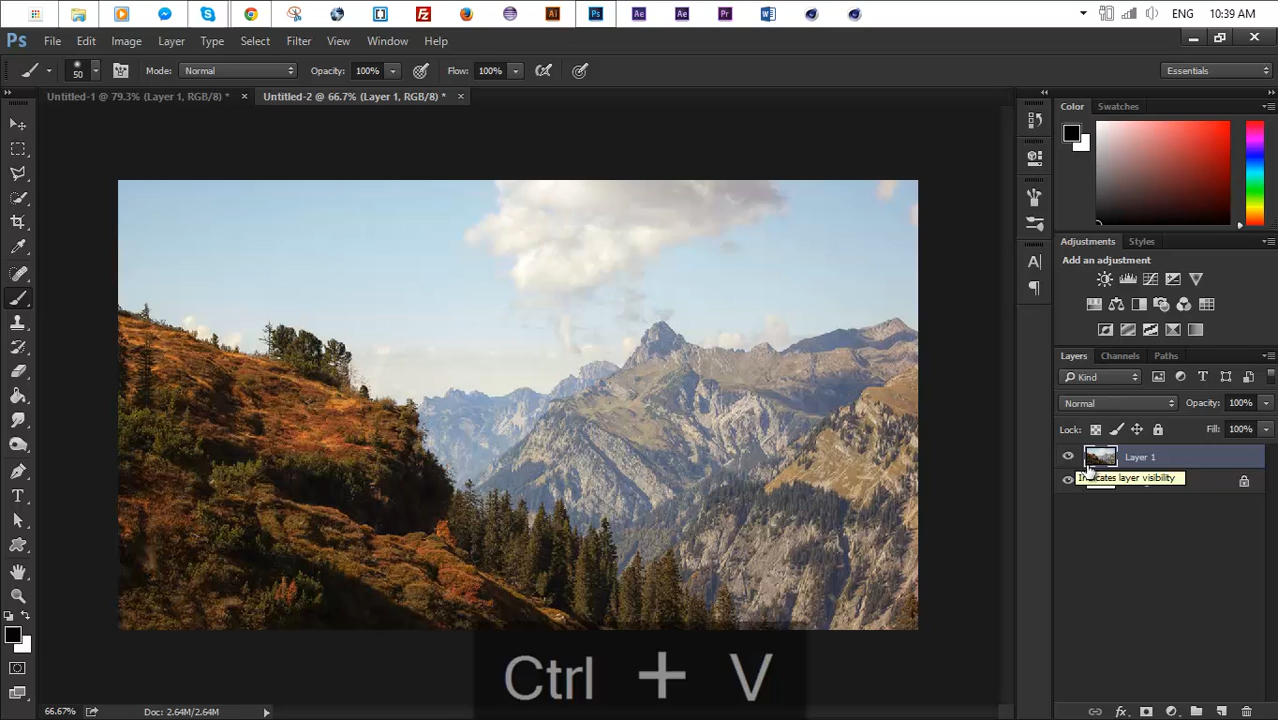 ENG 10:39 AM
Ps File Edit Image Layer Type Select Filter View Window Help
50 Mode: Normal Opacity: 100% Flow: 100% Essentials
Untitled-1 @ 79.3% (Layer 1, RGB/8) * × Untitled-2 @ 66.7% (Layer 1, RGB/8) * ×
Color Swatches
Adjustments Styles
Add an adjustment
Layers Channels Paths
Kind
Normal Opacity: 100%
Lock: Fill: 100%
Layer 1
Indicates layer visibility
Ctrl + V
66.67% Doc: 2.64M/2.64M